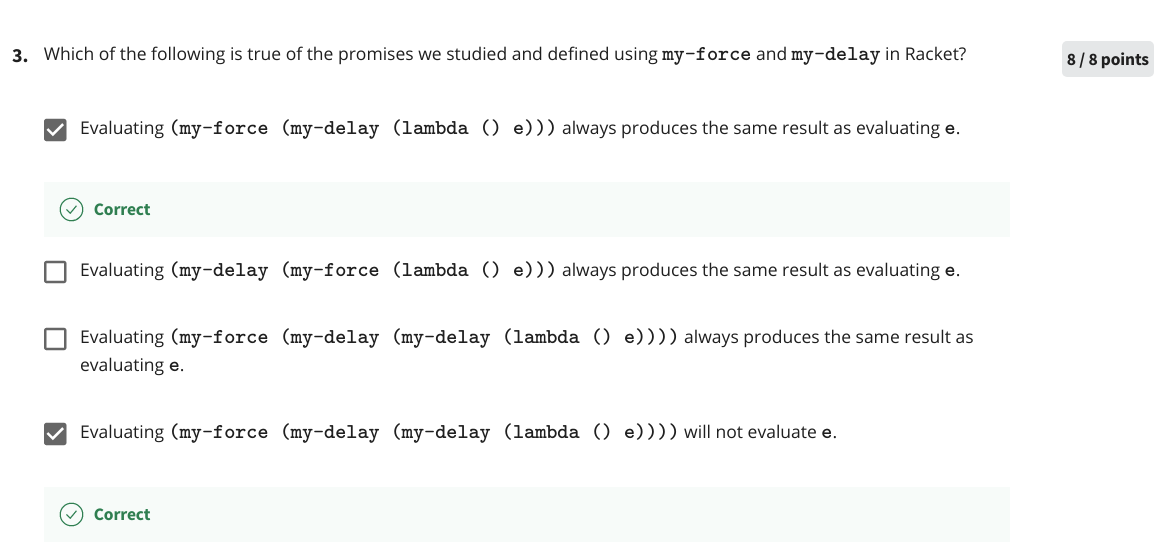 3. Which of the following is true of the promises we studied and defined using my-force and my-delay in Racket?
8 / 8 points
Evaluating (my-force (my-delay (lambda () e))) always produces the same result as evaluating e.
Correct
Evaluating (my-delay (my-force (lambda () e))) always produces the same result as evaluating e.
Evaluating (my-force (my-delay (my-delay (lambda () e)))) always produces the same result as
evaluating e.
Evaluating (my-force (my-delay (my-delay (lambda () e)))) will not evaluate e.
Correct